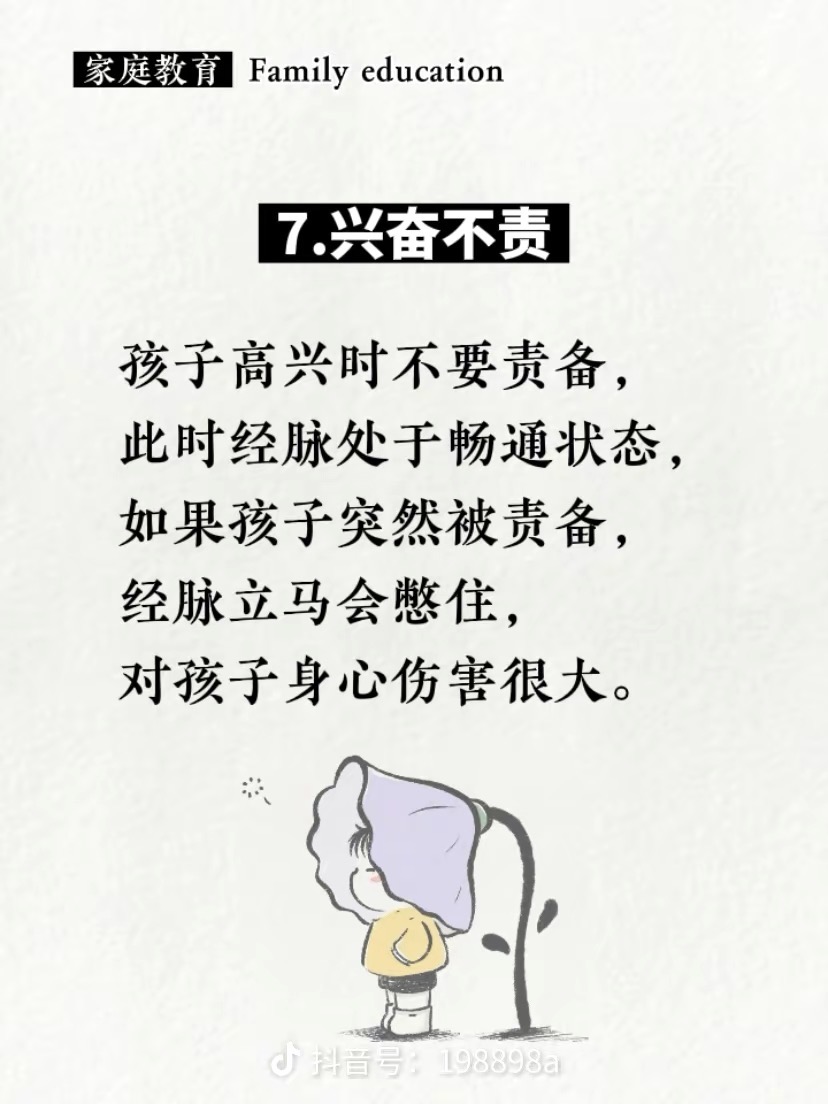 家庭教育 Family education
7.兴奋不责
孩子高兴时不要责备，
此时经脉处于畅通状态，
如果孩子突然被责备，
经脉立马会憋住，
对孩子身心伤害很大。
抖音号：198898a